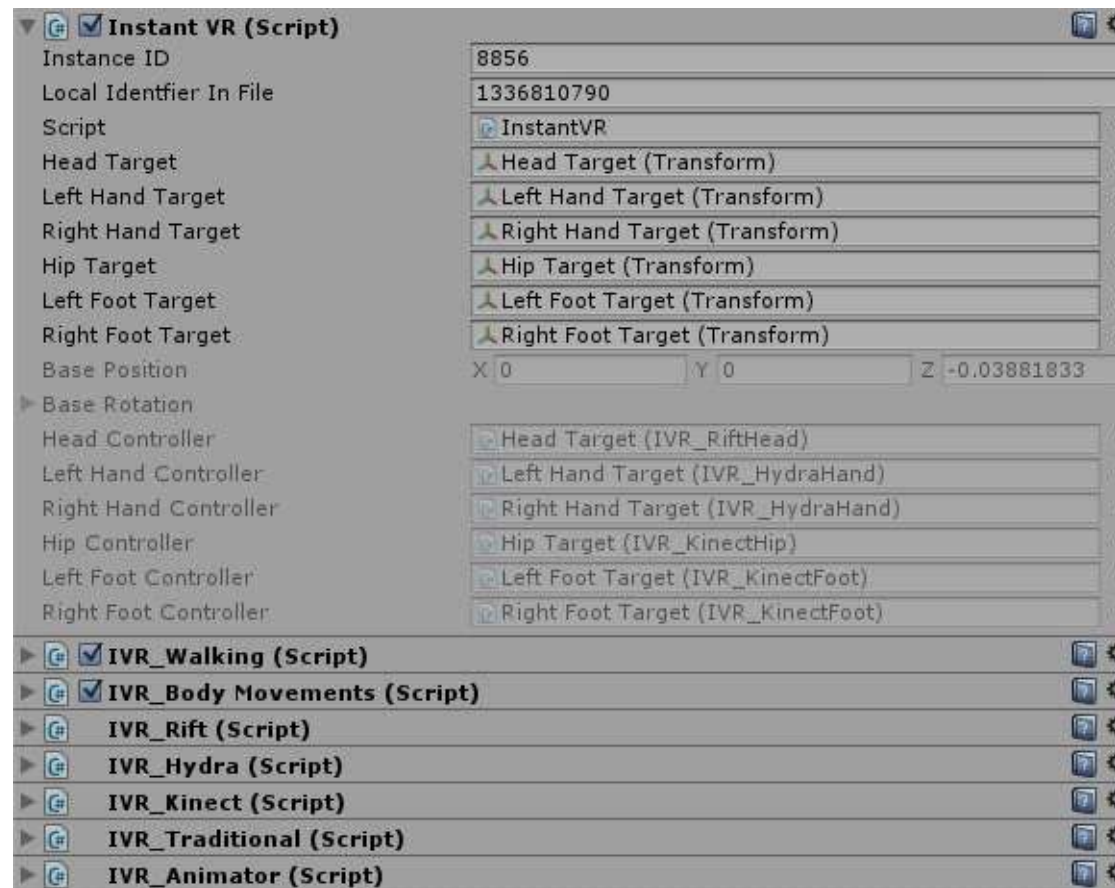 Instant VR (Script)
Instance ID 8856
Local Identfier In File 1336810790
Script InstantVR
Head Target Head Target (Transform)
Left Hand Target Left Hand Target (Transform)
Right Hand Target Right Hand Target (Transform)
Hip Target Hip Target (Transform)
Left Foot Target Left Foot Target (Transform)
Right Foot Target Right Foot Target (Transform)
Base Position X 0 Y 0 Z -0.03881833
Base Rotation
Head Controller Head Target (IVR_RiftHead)
Left Hand Controller Left Hand Target (IVR_HydraHand)
Right Hand Controller Right Hand Target (IVR_HydraHand)
Hip Controller Hip Target (IVR_KinectHip)
Left Foot Controller Left Foot Target (IVR_KinectFoot)
Right Foot Controller Right Foot Target (IVR_KinectFoot)
IVR_Walking (Script)
IVR_Body Movements (Script)
IVR_Rift (Script)
IVR_Hydra (Script)
IVR_Kinect (Script)
IVR_Traditional (Script)
IVR_Animator (Script)